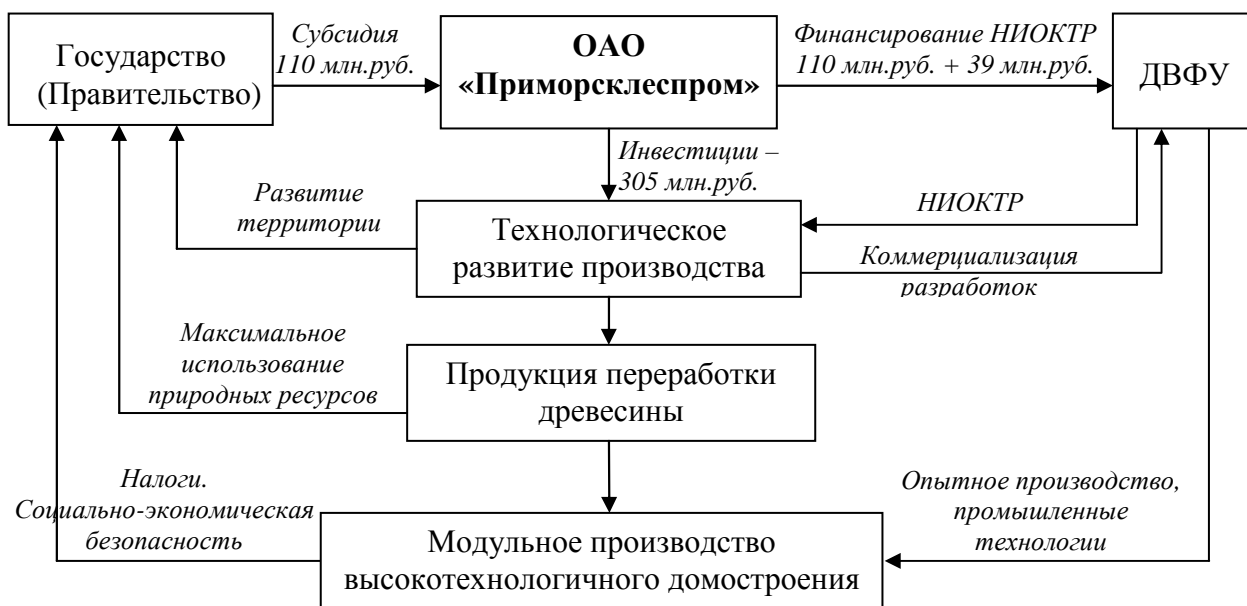 Государство
(Правительство)
Субсидия
110 млн.руб.
ОАО
«Приморсклеспром»
Финансирование НИОКТР
110 млн.руб. + 39 млн.руб.
ДВФУ
Инвестиции –
305 млн.руб.
Развитие
территории
Технологическое
развитие производства
НИОКТР
Коммерциализация
разработок
Максимальное
использование
природных ресурсов
Продукция переработки
древесины
Налоги.
Социально-экономическая
безопасность
Модульное производство
высокотехнологичного домостроения
Опытное производство,
промышленные
технологии